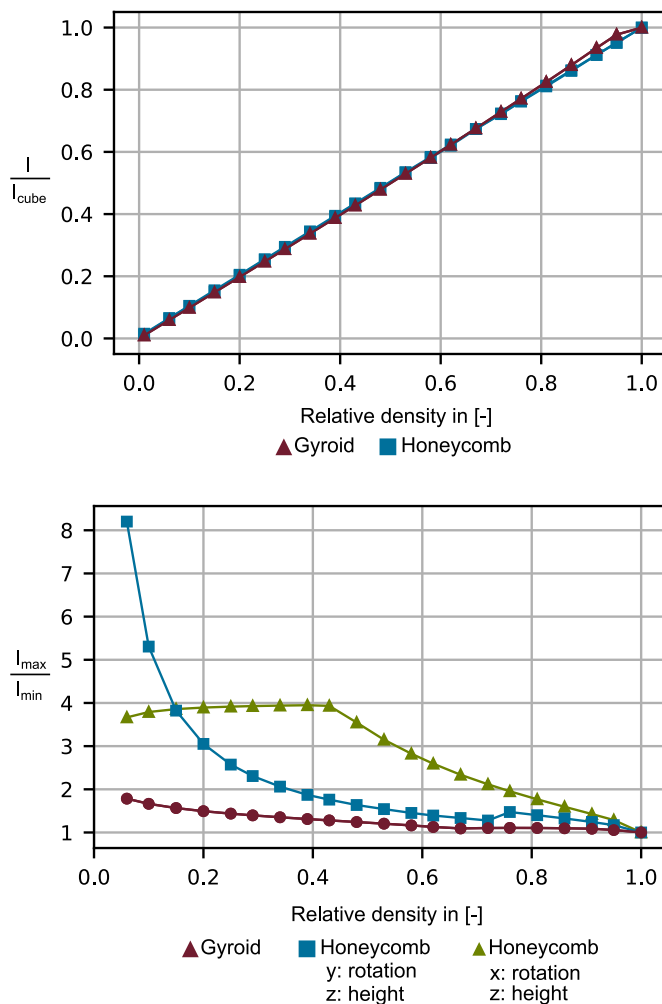 1.0
0.8
0.6
0.4
0.2
0.0
I
I cube
0.0 0.2 0.4 0.6 0.8 1.0
Relative density in [-]
Gyroid Honeycomb
8
7
6
5
4
3
2
1
I max
I min
0.0 0.2 0.4 0.6 0.8 1.0
Relative density in [-]
Gyroid Honeycomb Honeycomb
y: rotation x: rotation
z: height z: height